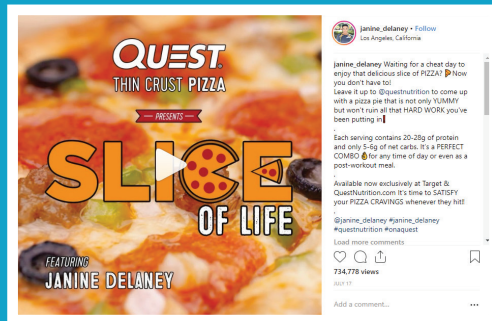 QUEST
THIN CRUST PIZZA
PRESENTS
SLICE
OF LIFE
FEATURING
JANINE DELANEY
janine_delaney • Follow
Los Angeles, California
janine_delaney Waiting for a cheat day to
enjoy that delicious slice of PIZZA? 🍕 Now
you don't have to!
Leave it up to @questnutrition to come up
with a pizza pie that is not only YUMMY
but won't ruin all that HARD WORK you've
been putting in
.
Each serving contains 20-28g of protein
and only 5-6g of net carbs. It's a PERFECT
COMBO for any time of day or even as a
post-workout meal.
.
Available now exclusively at Target &
QuestNutrition.com It's time to SATISFY
your PIZZA CRAVINGS whenever they hit!!
.
@janine_delaney #janine_delaney
#questnutrition #onaquest
Load more comments
734,778 views
JULY 17
Add a comment...